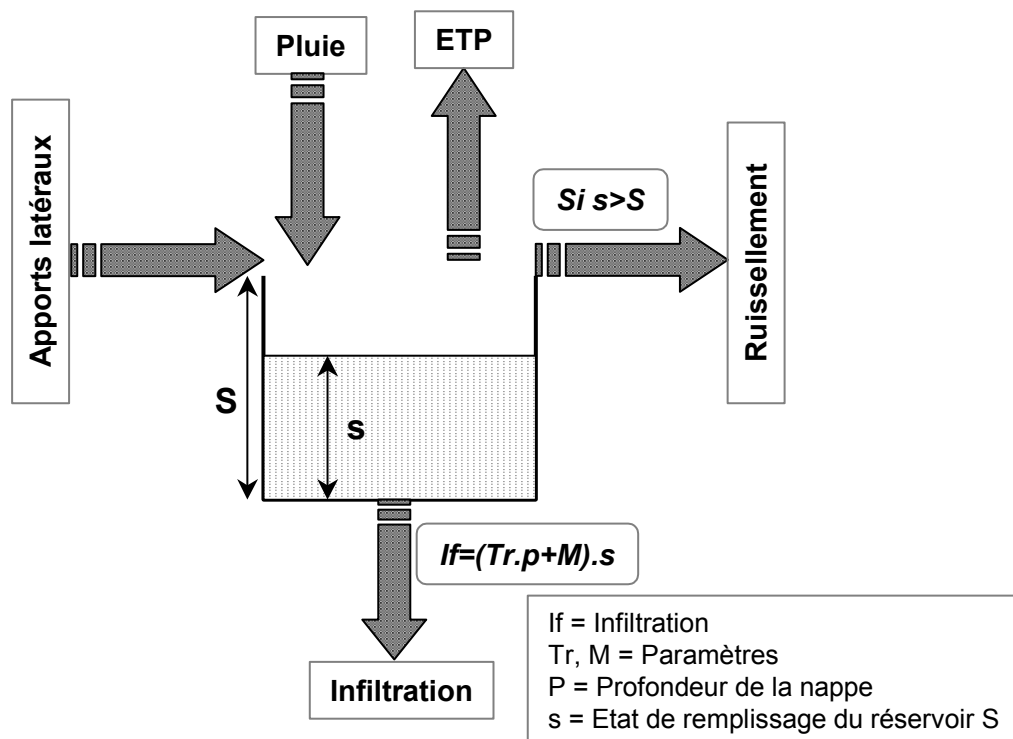 Pluie
ETP
Apports latéraux
Si s>S
Ruissellement
S
s
If=(Tr.p+M).s
Infiltration
If = Infiltration
Tr, M = Paramètres
P = Profondeur de la nappe
s = Etat de remplissage du réservoir S